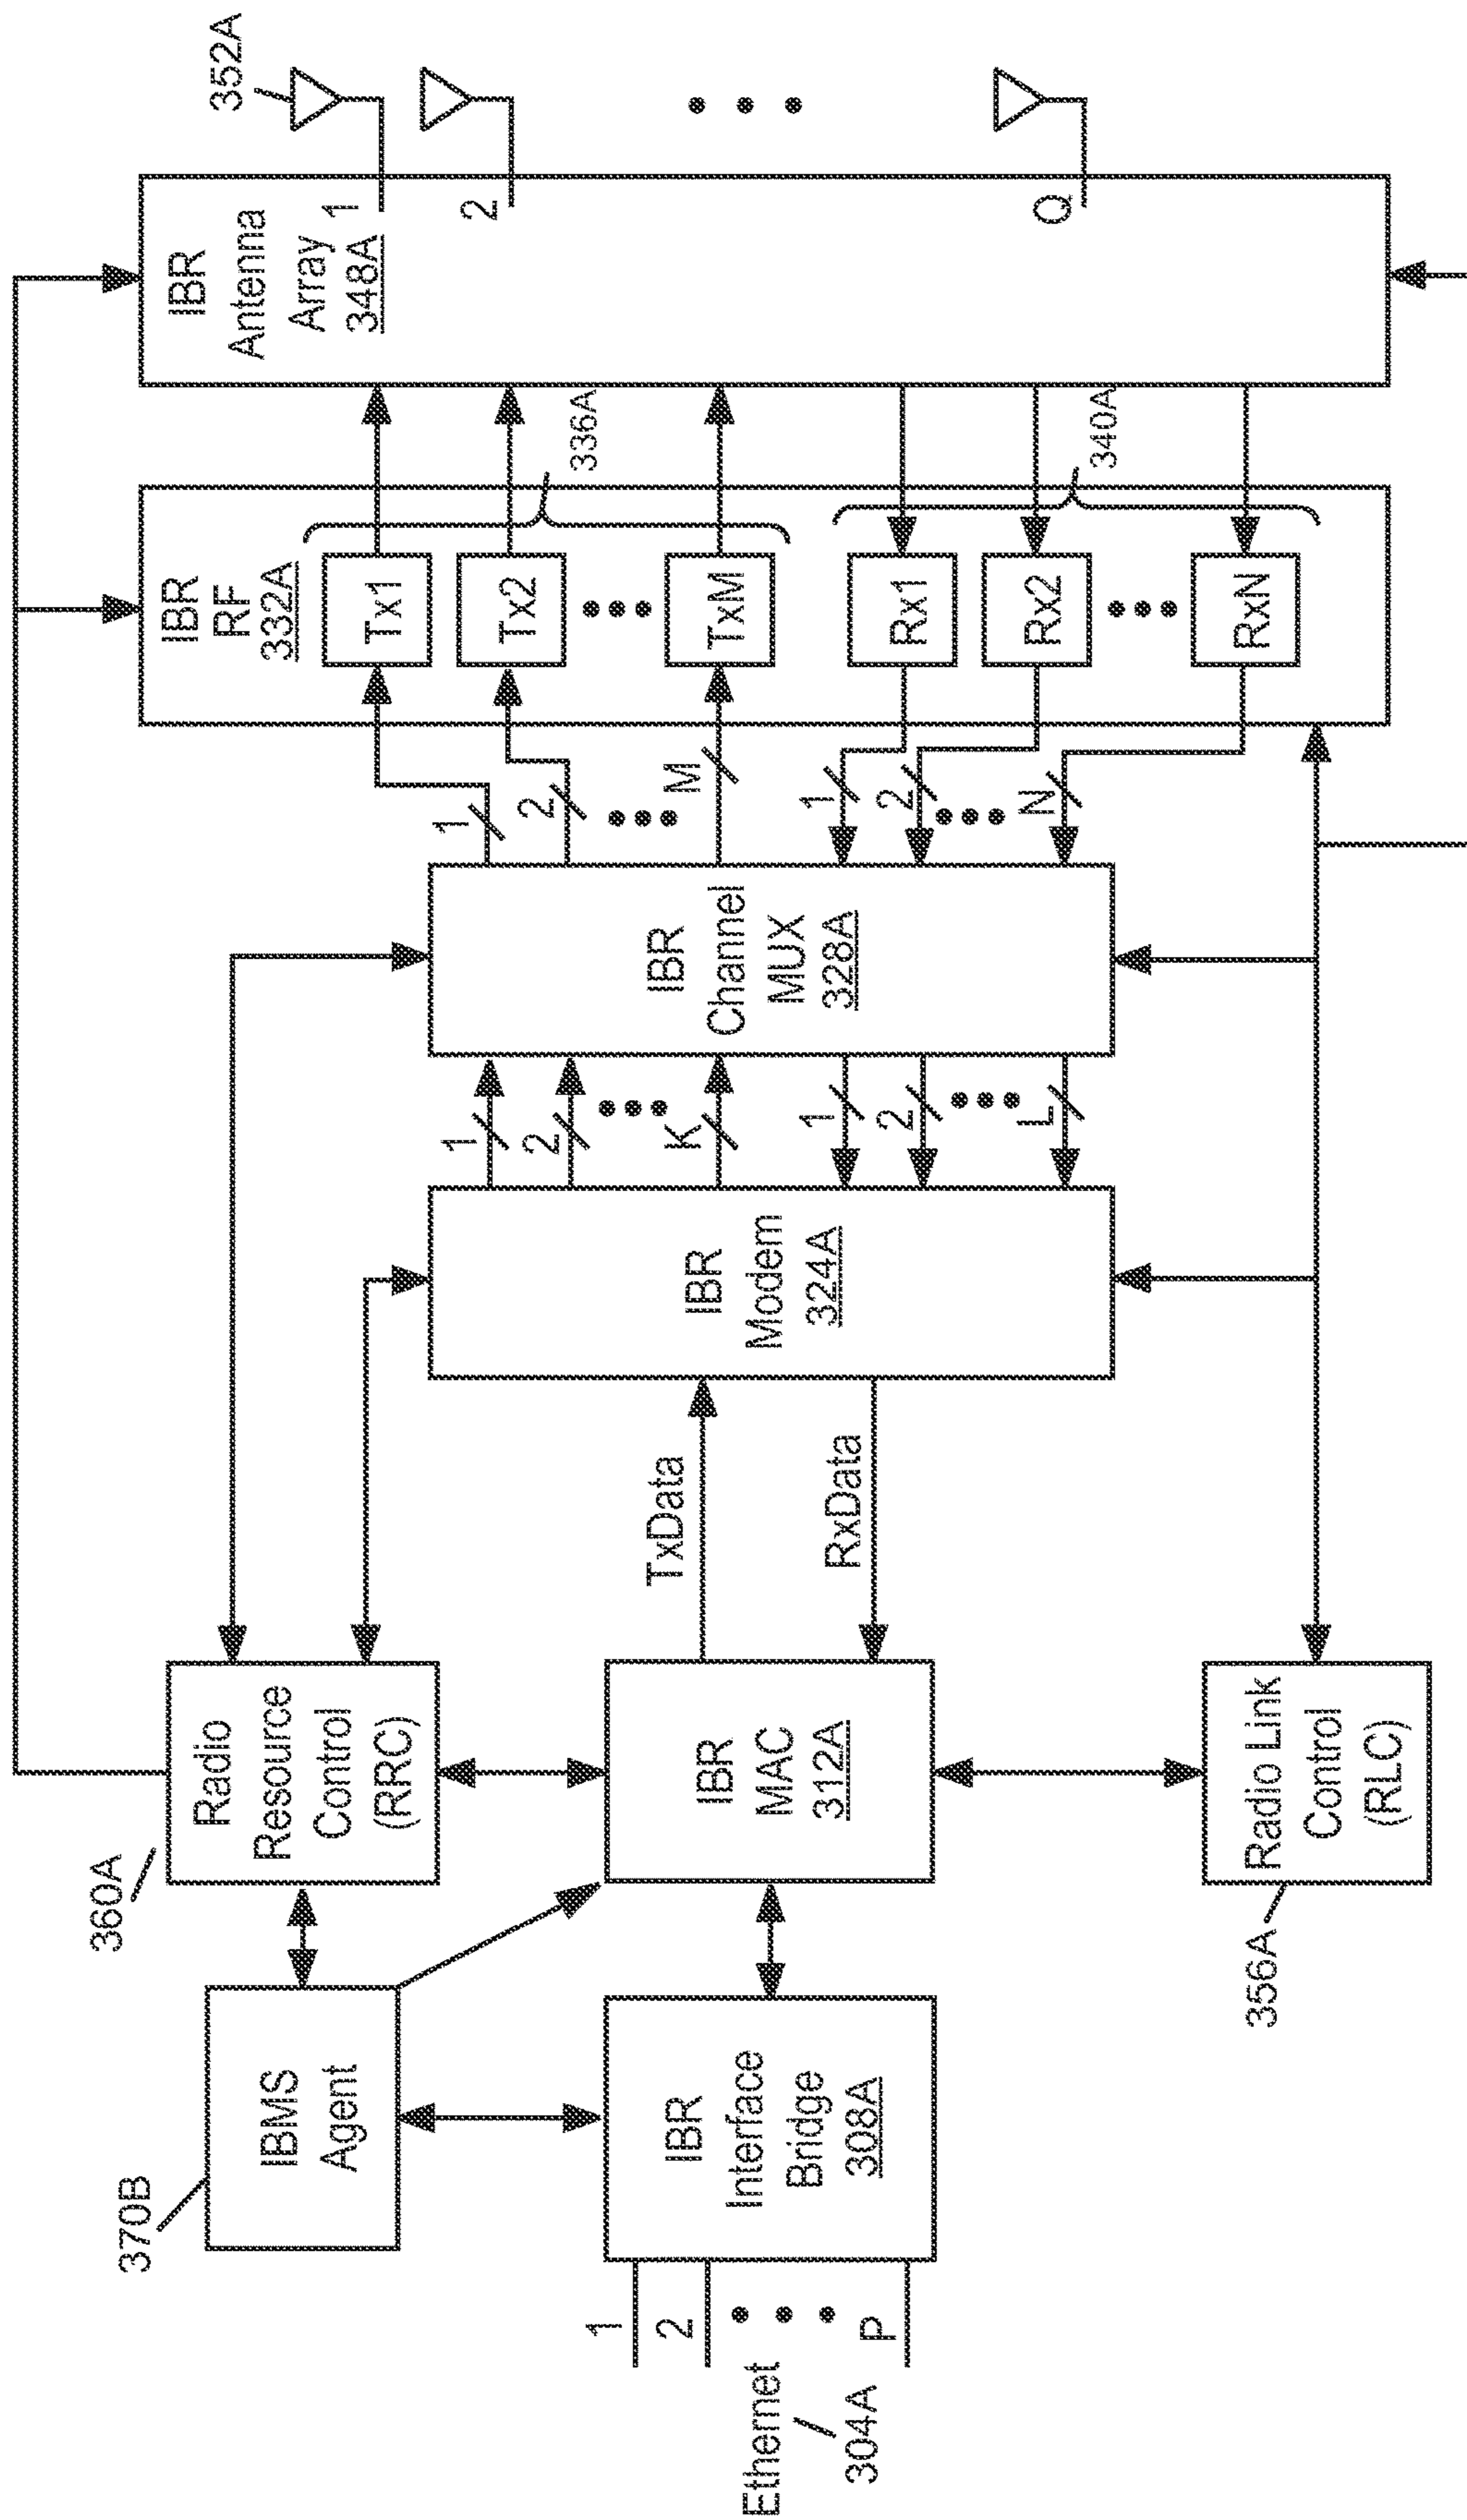 370B
IBMS
Agent
360A
Radio
Resource
Control
(RRC)
Ethernet
304A
1
2
P
IBR
Interface
Bridge
308A
IBR
MAC
312A
356A
Radio Link
Control
(RLC)
TxData
RxData
IBR
Modem
324A
1
2
K
1
2
L
IBR
Channel
MUX
328A
1
2
M
1
2
N
IBR
RF
332A
Tx1
Tx2
TxM
Rx1
Rx2
RxN
336A
340A
IBR
Antenna
Array
348A
1
2
Q
352A